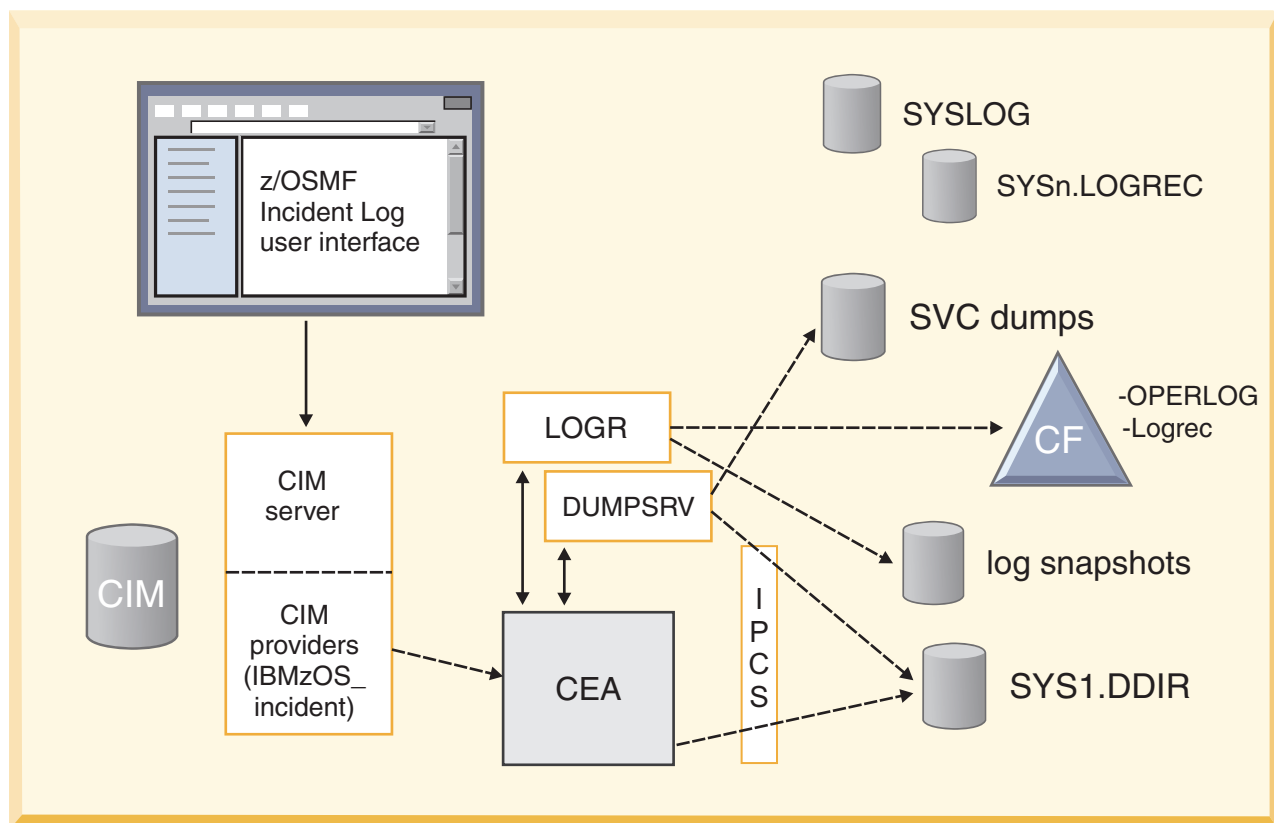 z/OSMF
Incident Log
user interface
SYSLOG
SYSn.LOGREC
SVC dumps
LOGR
-OPERLOG
-Logrec
CF
DUMPSRV
CIM
server
log snapshots
CIM
CIM
providers
(IBMzOS_
incident)
CEA
I
P
C
S
SYS1.DDIR